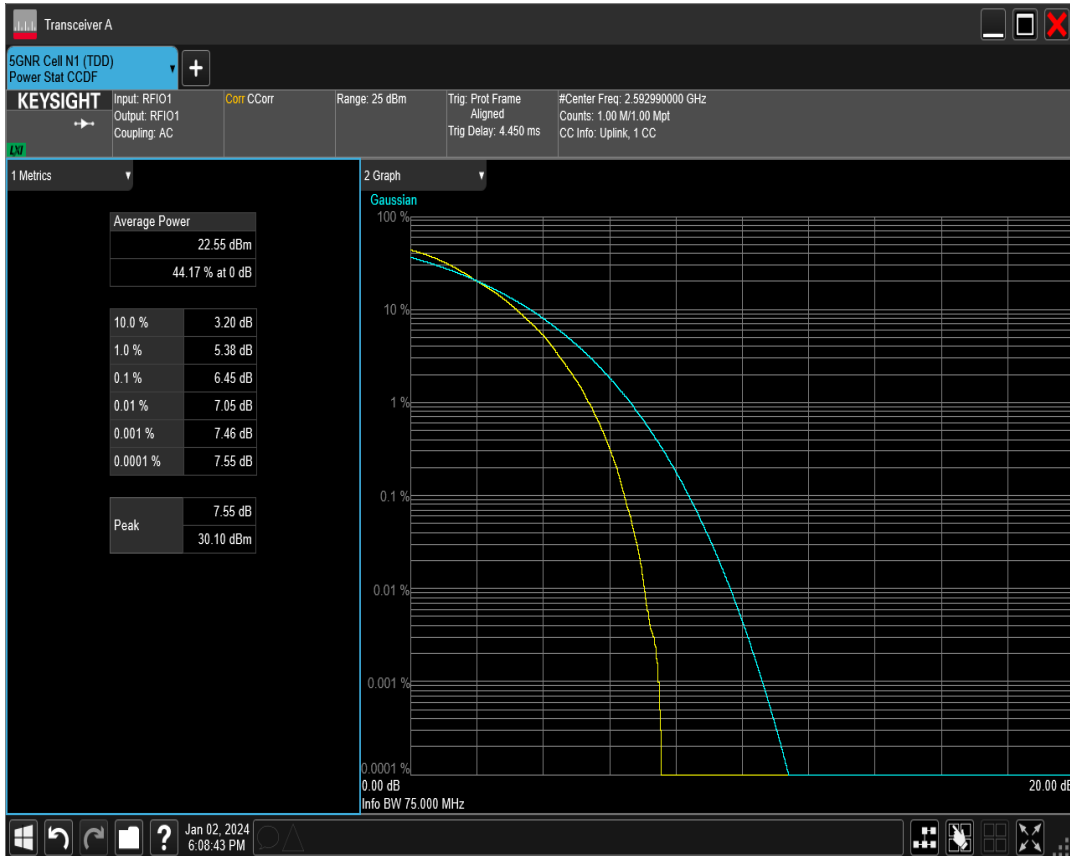 Transceiver A
5GNR Cell N1 (TDD)
Power Stat CCDF
+
KEYSIGHT
LXI
Input: RFIO1
Output: RFIO1
Coupling: AC
Corr CCorr
Range: 25 dBm
Trig: Prot Frame
Aligned
Trig Delay: 4.450 ms
#Center Freq: 2.592990000 GHz
Counts: 1.00 M/1.00 Mpt
CC Info: Uplink, 1 CC
1 Metrics
Average Power
22.55 dBm
44.17 % at 0 dB
10.0 % 3.20 dB
1.0 % 5.38 dB
0.1 % 6.45 dB
0.01 % 7.05 dB
0.001 % 7.46 dB
0.0001 % 7.55 dB
Peak 7.55 dB
30.10 dBm
2 Graph
Gaussian
100 %
10 %
1 %
0.1 %
0.01 %
0.001 %
0.0001 %
0.00 dB 20.00 dB
Info BW 75.000 MHz
?
Jan 02, 2024
6:08:43 PM